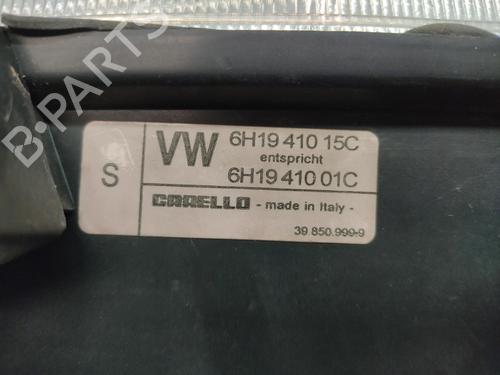 B-PARTS
S
VW
6H19 410 15C
entspricht
6H19 410 01C
CARELLO - made in Italy -
39.850.999.9